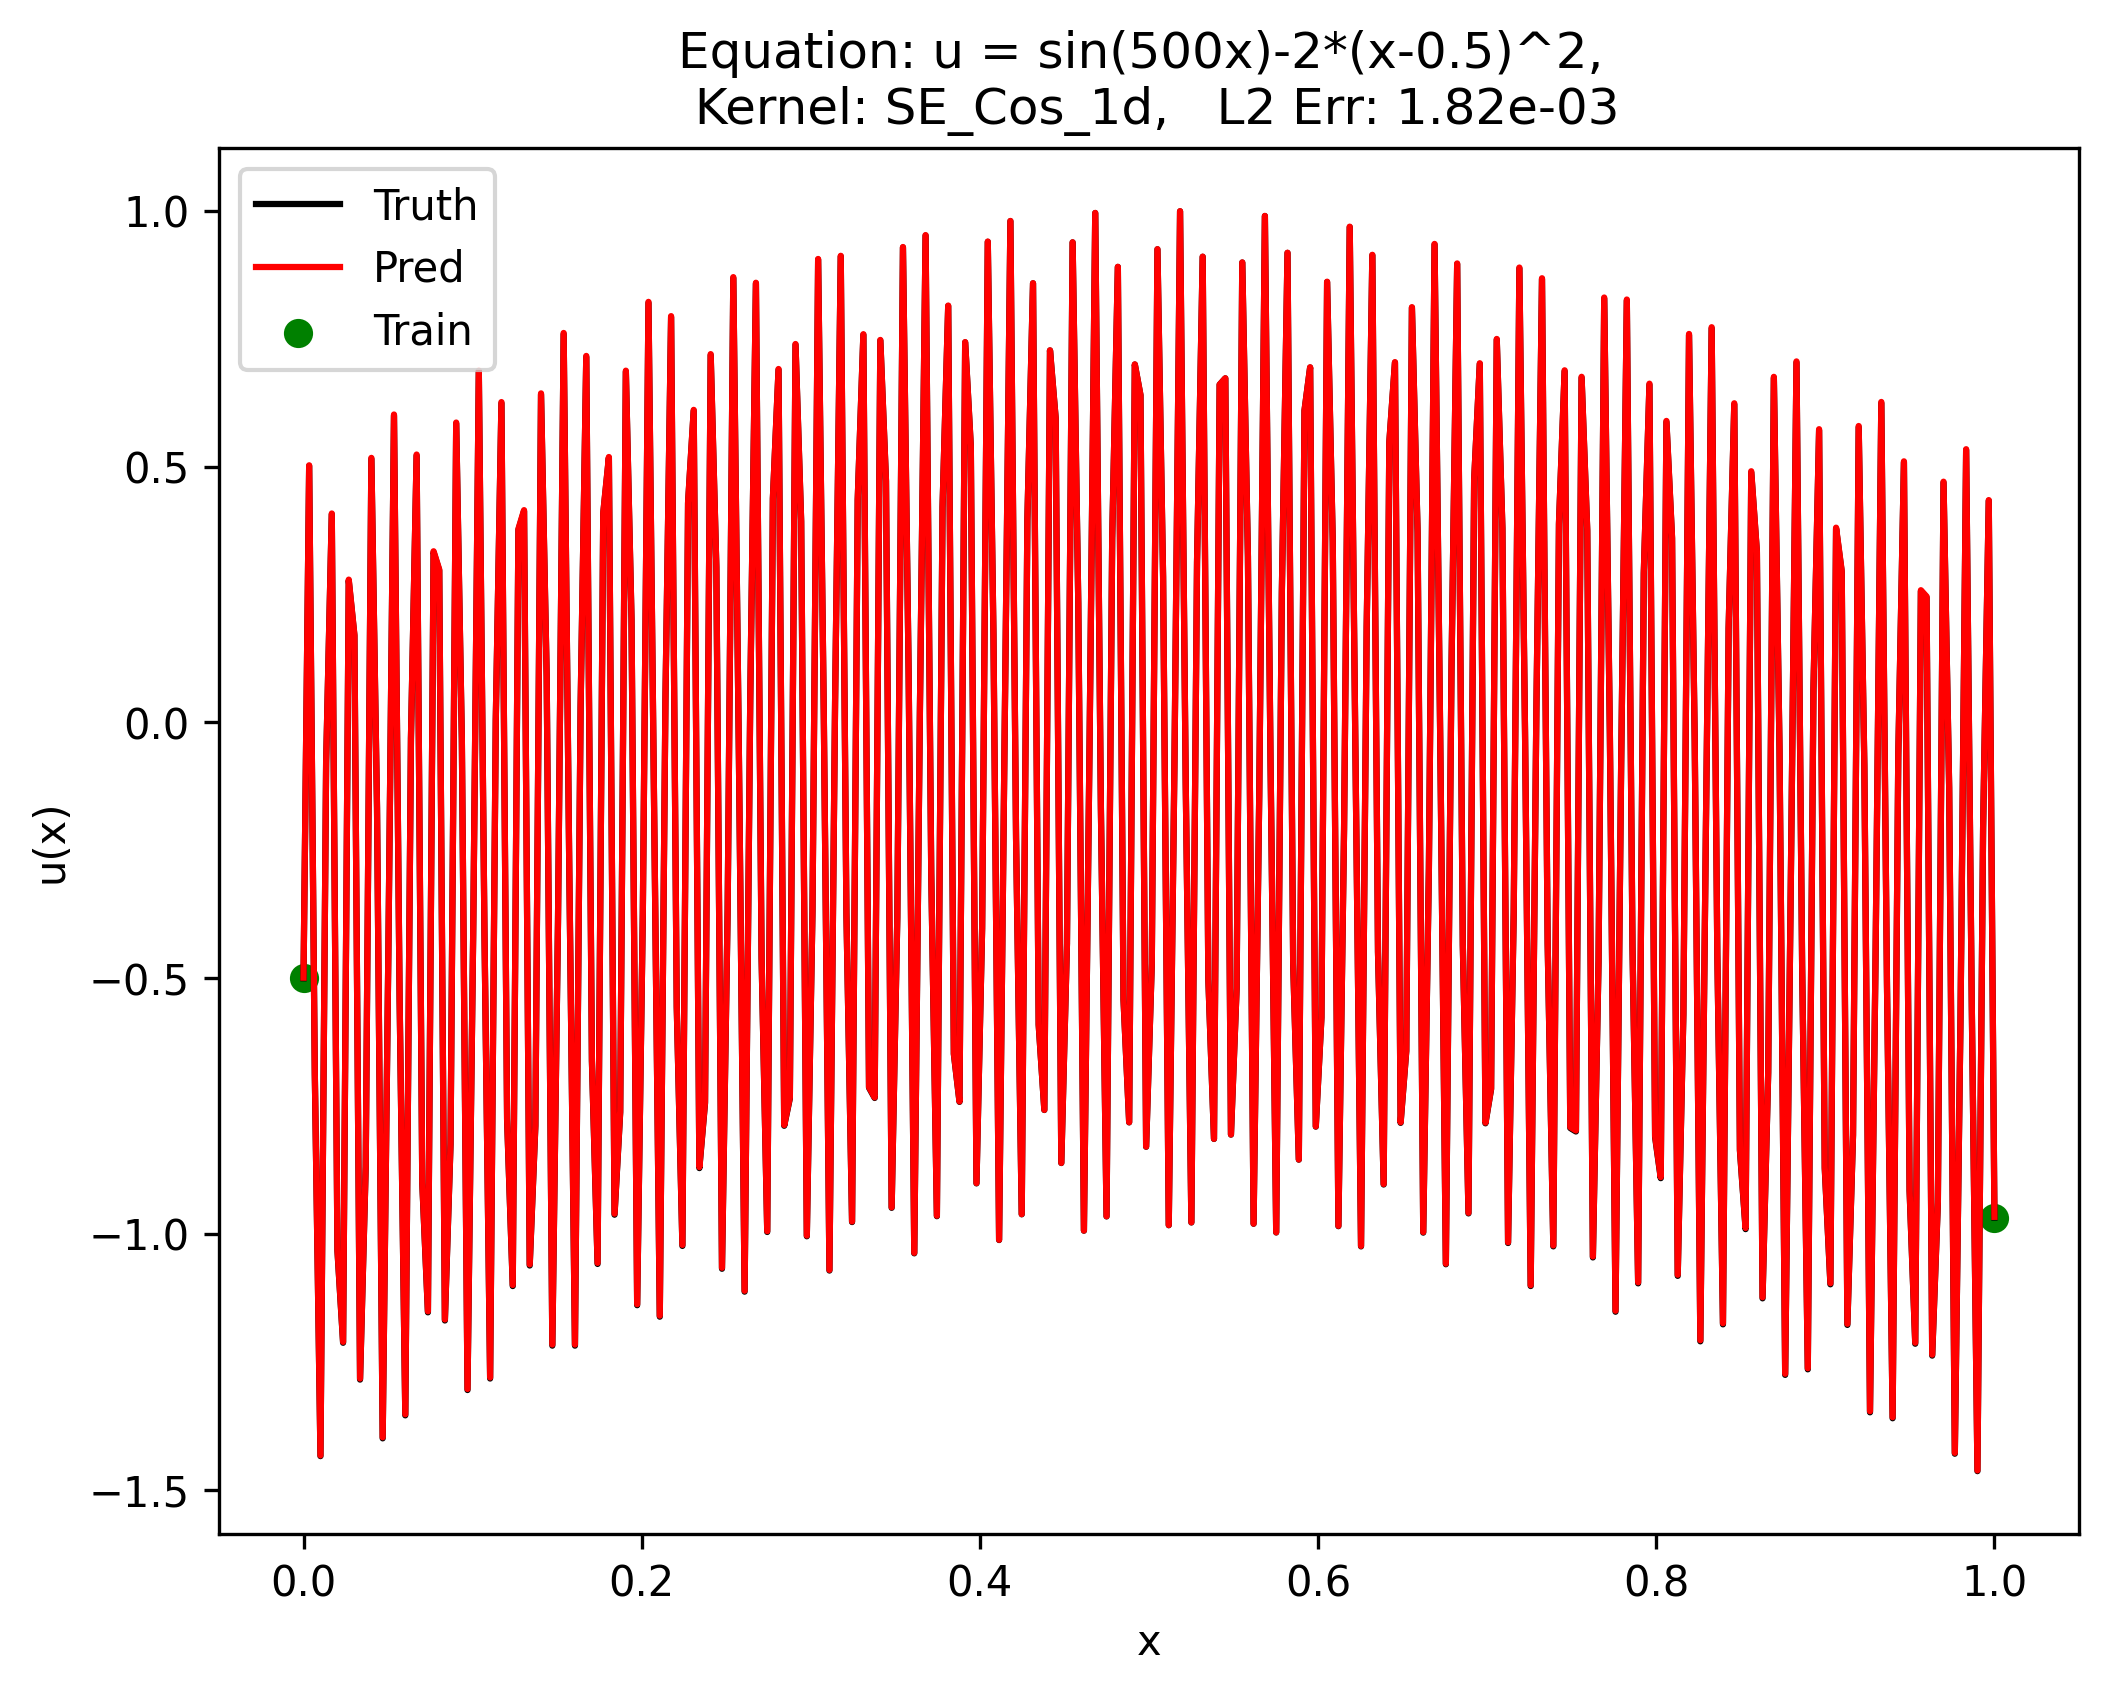 Equation: u = sin(500x)-2*(x-0.5)^2,
Kernel: SE_Cos_1d,   L2 Err: 1.82e-03
Truth
Pred
Train
1.0
0.5
0.0
−0.5
−1.0
−1.5
u(x)
0.0 0.2 0.4 0.6 0.8 1.0
x